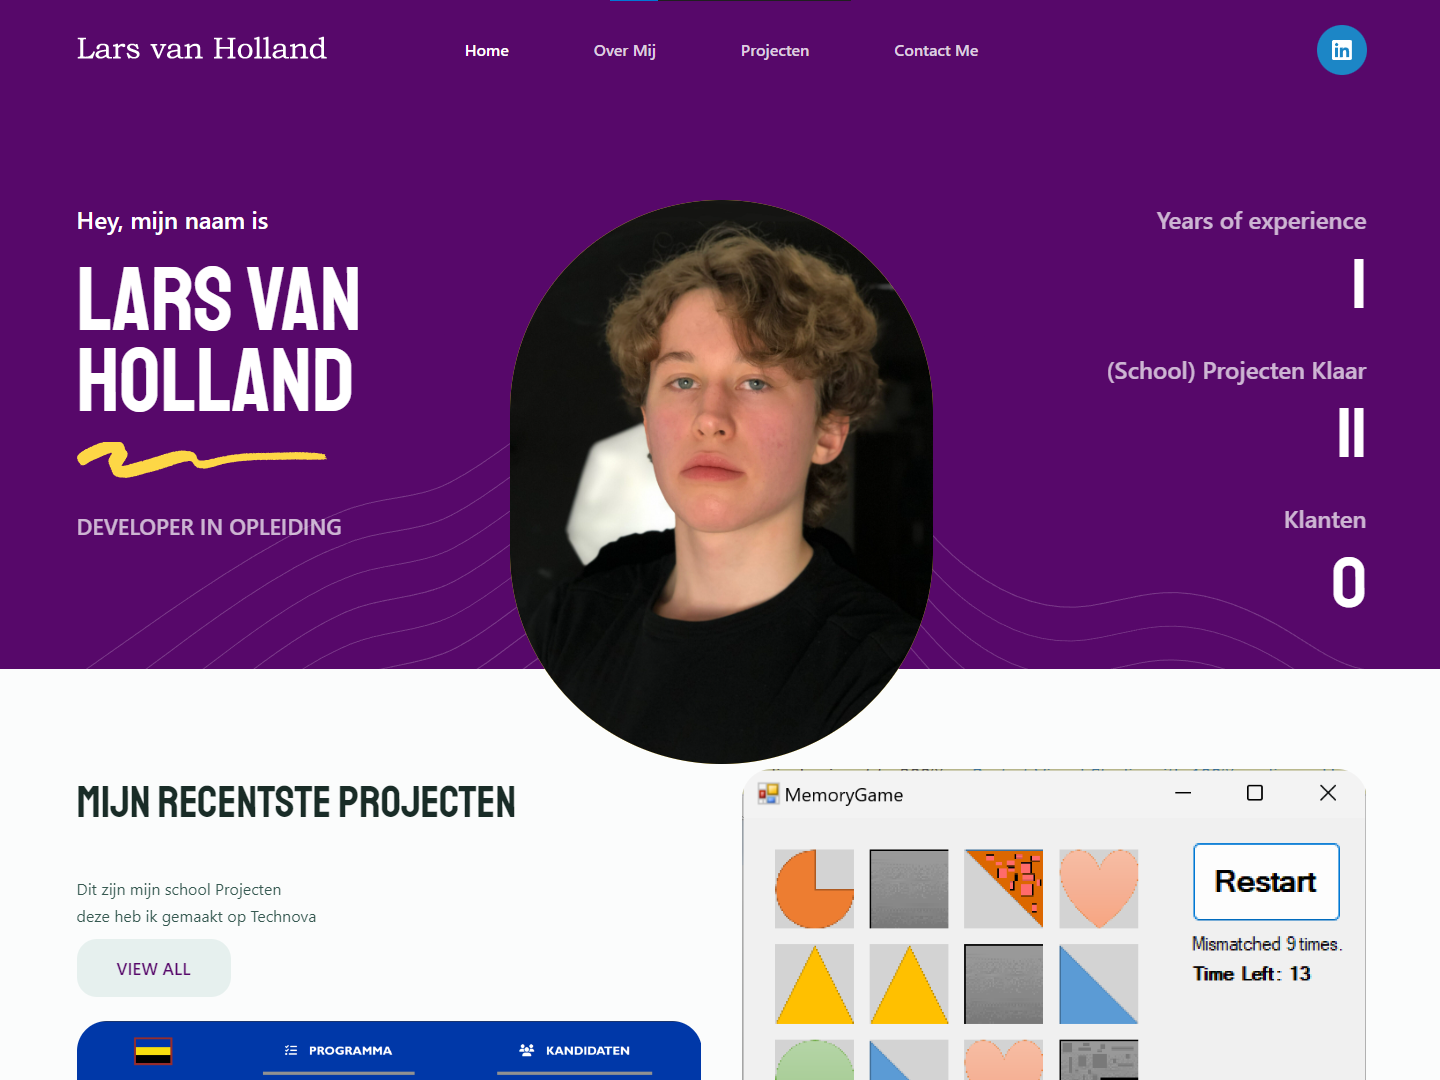 Lars van Holland
Home
Over Mij
Projecten
Contact Me
Hey, mijn naam is
LARS VAN
HOLLAND
DEVELOPER IN OPLEIDING
Years of experience
1
(School) Projecten Klaar
11
Klanten
0
MIJN RECENTSTE PROJECTEN
Dit zijn mijn school Projecten
deze heb ik gemaakt op Technova
VIEW ALL
PROGRAMMA
KANDIDATEN
MemoryGame
Restart
Mismatched 9 times.
Time Left: 13